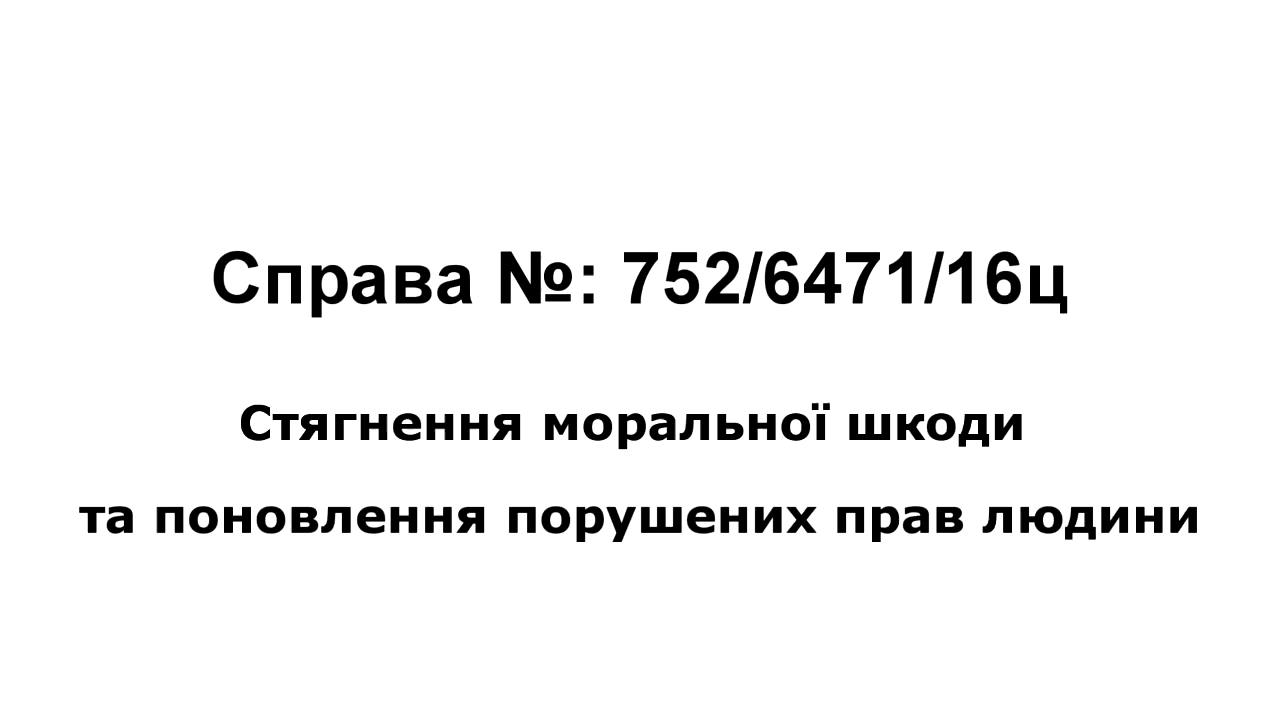 Справа №: 752/6471/16ц
Стягнення моральної шкоди
та поновлення порушених прав людини